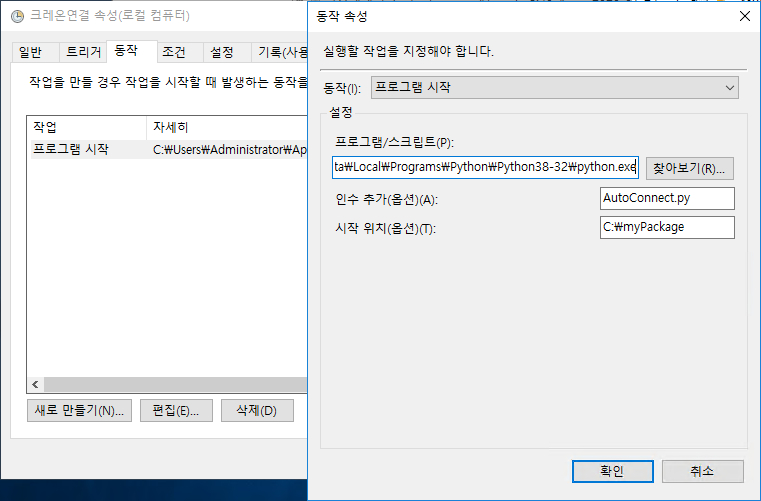 크레온연결 속성(로컬 컴퓨터)
일반 트리거 동작 조건 설정 기록(사용
작업을 만들 경우 작업을 시작할 때 발생하는 동작을
작업 자세히
프로그램 시작 C:₩Users₩Administrator₩Ap
새로 만들기(N)... 편집(E)... 삭제(D)
동작 속성
실행할 작업을 지정해야 합니다.
동작(I): 프로그램 시작
설정
프로그램/스크립트(P):
ta₩Local₩Programs₩Python₩Python38-32₩python.exe 찾아보기(R)...
인수 추가(옵션)(A): AutoConnect.py
시작 위치(옵션)(T): C:₩myPackage
확인 취소